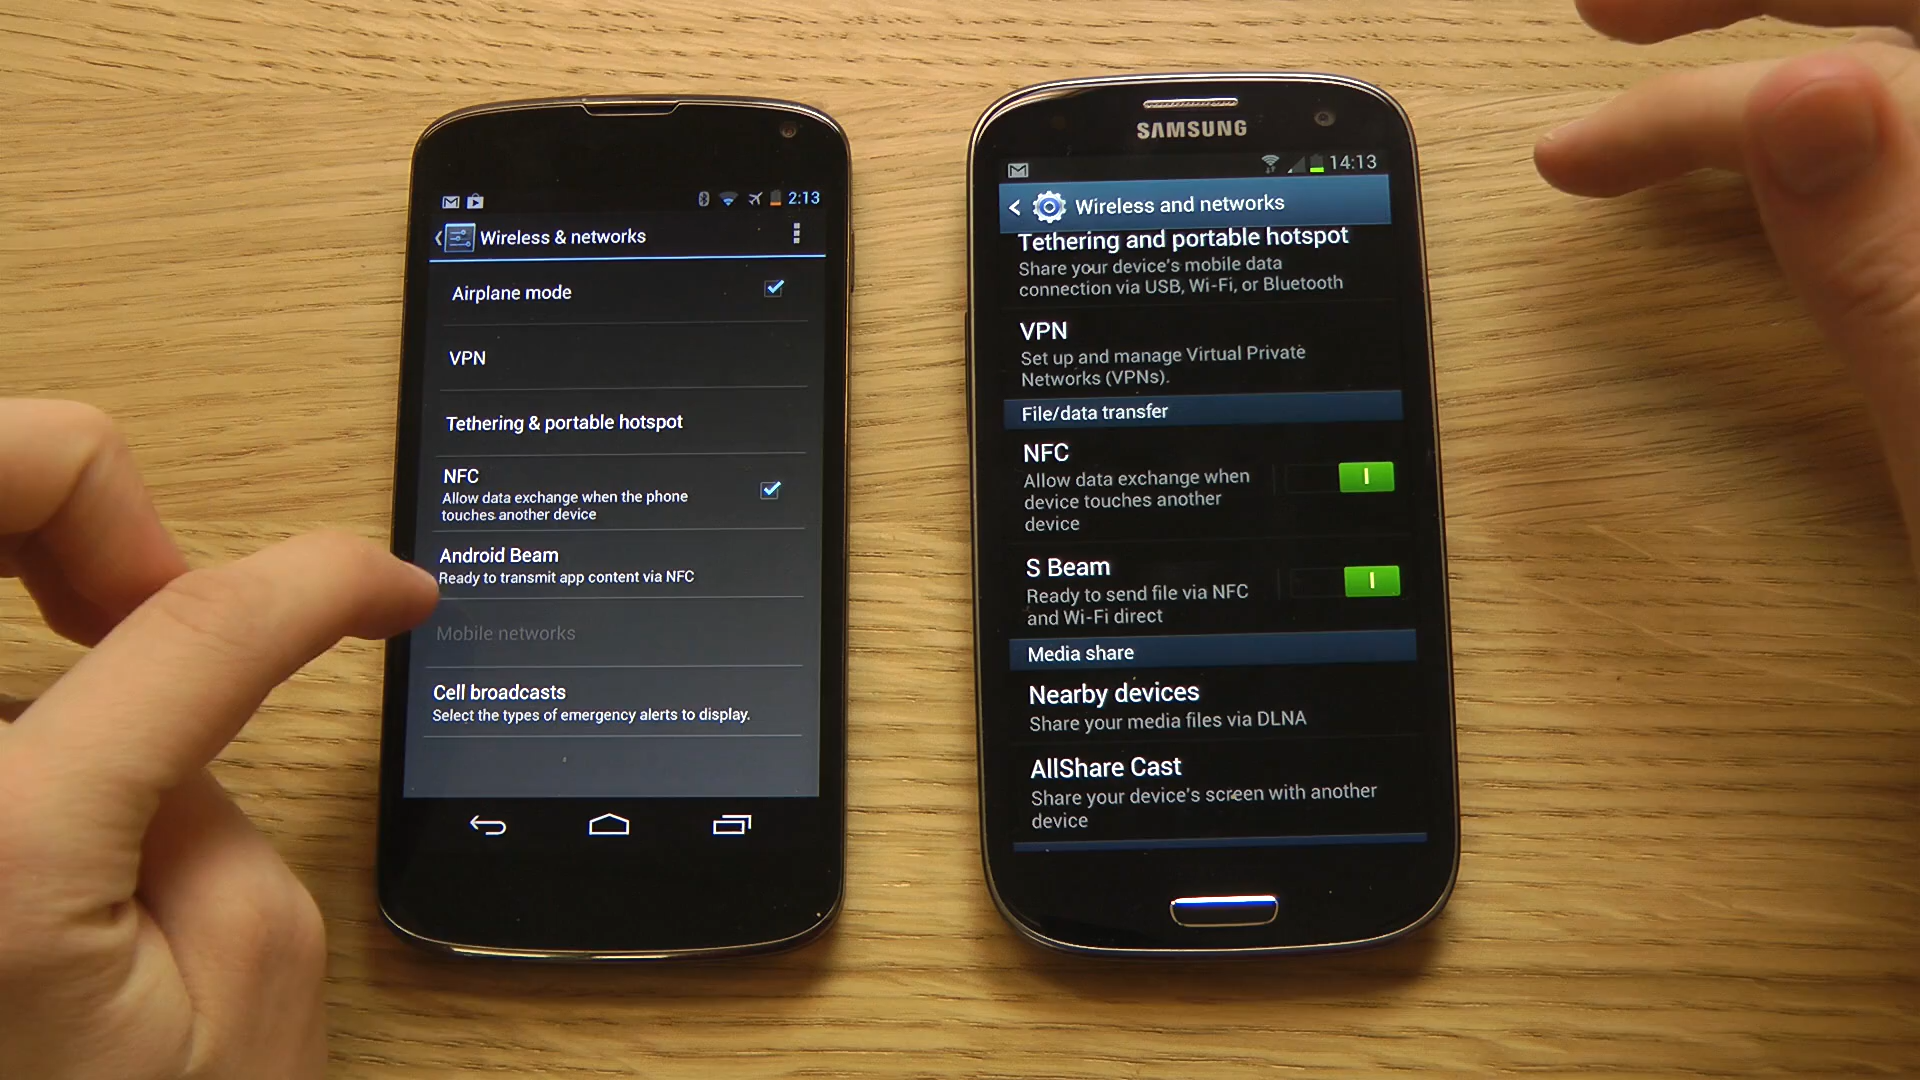 2:13
Wireless & networks
Airplane mode
VPN
Tethering & portable hotspot
NFC
Allow data exchange when the phone
touches another device
Android Beam
Ready to transmit app content via NFC
Mobile networks
Cell broadcasts
Select the types of emergency alerts to display.
SAMSUNG
14:13
Wireless and networks
Tethering and portable hotspot
Share your device's mobile data
connection via USB, Wi-Fi, or Bluetooth
VPN
Set up and manage Virtual Private
Networks (VPNs).
File/data transfer
NFC
Allow data exchange when
device touches another
device
S Beam
Ready to send file via NFC
and Wi-Fi direct
Media share
Nearby devices
Share your media files via DLNA
AllShare Cast
Share your device's screen with another
device